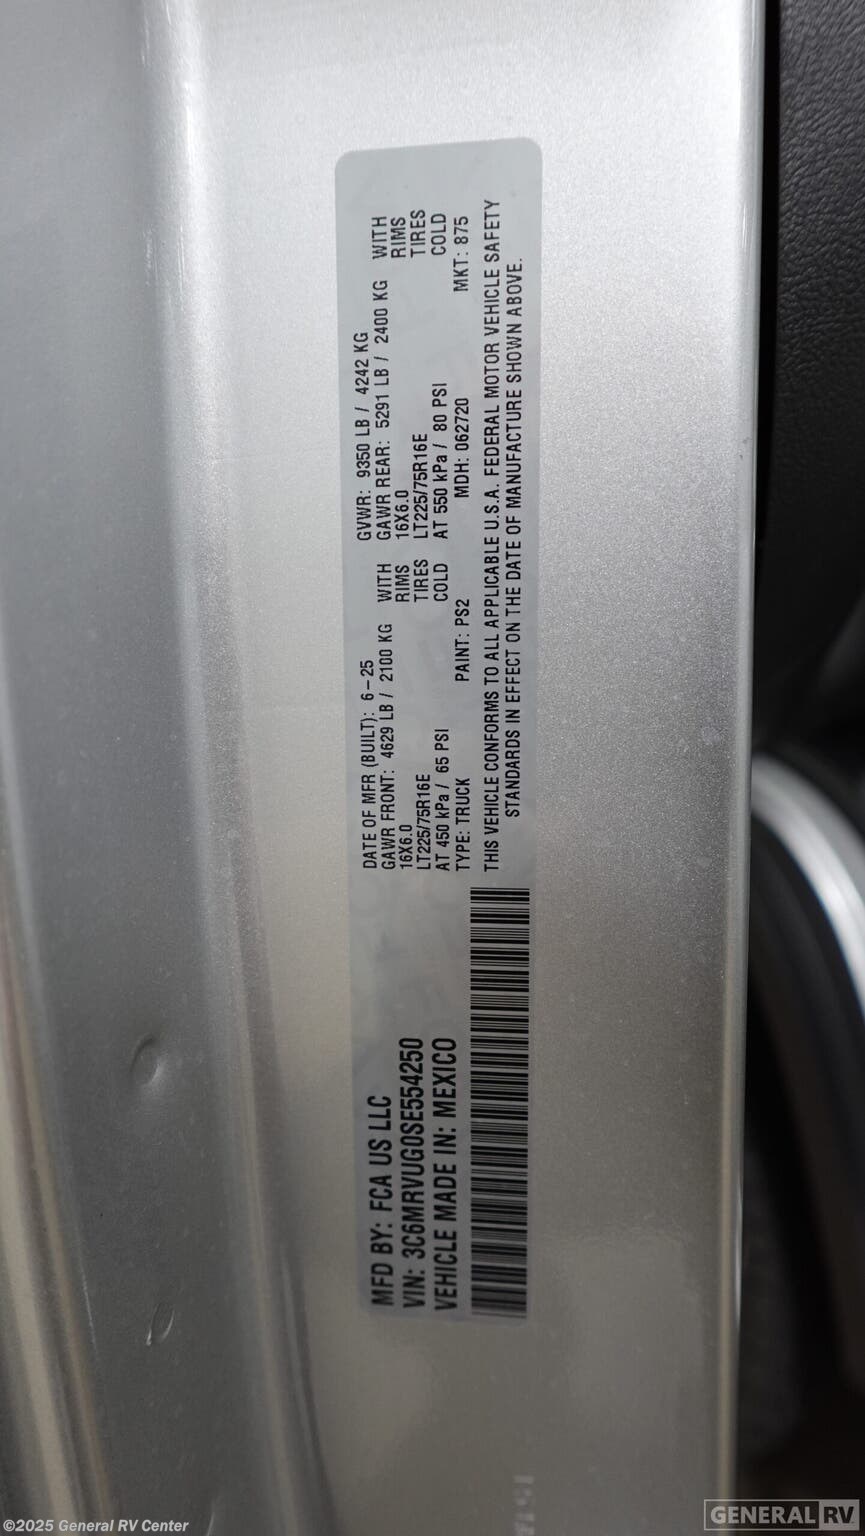 DATE OF MFR (BUILT): 6-25 GVWR: 9350 LB / 4242 KG
GAWR FRONT: 4629 LB / 2100 KG WITH GAWR REAR: 5291 LB / 2400 KG WITH
16X6.0 RIMS 16X6.0 RIMS
LT225/75R16E TIRES LT225/75R16E TIRES
AT 450 kPa / 65 PSI COLD AT 550 kPa / 80 PSI COLD
TYPE: TRUCK PAINT: PS2 MDH: 062720 MKT: 875
THIS VEHICLE CONFORMS TO ALL APPLICABLE U.S.A. FEDERAL MOTOR VEHICLE SAFETY
STANDARDS IN EFFECT ON THE DATE OF MANUFACTURE SHOWN ABOVE.
MFD BY: FCA US LLC
VIN: 3C6MRVUG0SE554250
VEHICLE MADE IN: MEXICO
©2025 General RV Center
GENERAL RV